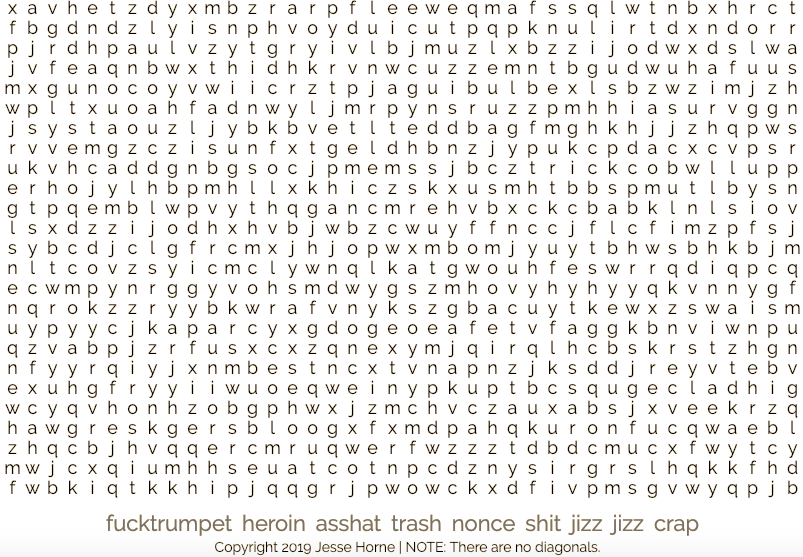 x a v h e t z d y x m b z r a r p f l e e w e q m a f s s q l w t n b x h r c t
f b g d n d z l y i s n p h v o y d u i c u t p q p k n u l i r t d x n d o r r
p j r d h p a u l v z y t g r y i v l b j m u z l x b z z i j o d w x d s l w a
j v f e a q n b w x t h i d h k r v n w c u z z e m n t b g u d w u h a f u u s
m x g u n o c o y v w i i c r z t p j a g u i b u l b e x l s b z w z i m j z h
w p l t x u o a h f a d n w y l j m r p y n s r u z z p m h h i a s u r v g g n
j s y s t a o u z l j y b k b v e t l t e d d b a g f m g h k h j j z h q p w s
r v v e m g z c z i s u n f x t g e l d h b n z j y p u k c p d a c x c v p s r
u k v h c a d d g n b g s o c j p m e m s s j b c z t r i c k c o b w l l u p p
e r h o j y l h b p m h l l x k h i c z s k x u s m h t b b s p m u t l b y s n
g t p q e m b l w p v y t h q g a n c m r e h v b x c k c b a b k l n l s i o v
l s x d z z i j o d h x h v b j w b z c w u y f f n c c j f l c f i m z p f s j
s y b c d j c l g f r c m x j h j o p w x m b o m j y u y t b h w s b h k b j m
n l t c o v z s y i c m c l y w n q l k a t g w o u h f e s w r r q d i q p c q
e c w m p y n r g g y v o h s m d w y g s z m h o v y h y h y y q k v n n y g f
n q r o k z z r y y b k w r a f v n y k s z g b a c u y t k e w x z s w a i s m
u y p y y c j k a p a r c y x g d o g e o e a f e t v f a g g k b n v i w n p u
q z v a b p j z r f u s x c x z q n e x y m j q i r q l h c b s k r s t z h g n
n f y y r q i y j x n m b e s t n c x t v n a p n z j k s d d j r e y v t e b v
e x u h g f r y y i i w u o e q w e i n y p k u p t b c s q u g e c l a d h i g
w c y q v h o n h z o b g p h w x j z m c h v c z a u x a b s j x v e e k r z q
h a w g r e s k g e r s b l o o g x f x m d p a h q k u r o n f u c q w a e b l
z h q c b j h v q q e r c m r u q w e r f w z z z t d b d c m u c x f w y t c y
m w j c x q i u m h h s e u a t c o t n p c d z n y s i r g r s l h q k k f h d
f w b k i q t k k h i p j q q g r j p w o w c k x d f i v p m s g v w y q p j b
fucktrumpet heroin asshat trash nonce shit jizz jizz crap
Copyright 2019 Jesse Horne | NOTE: There are no diagonals.